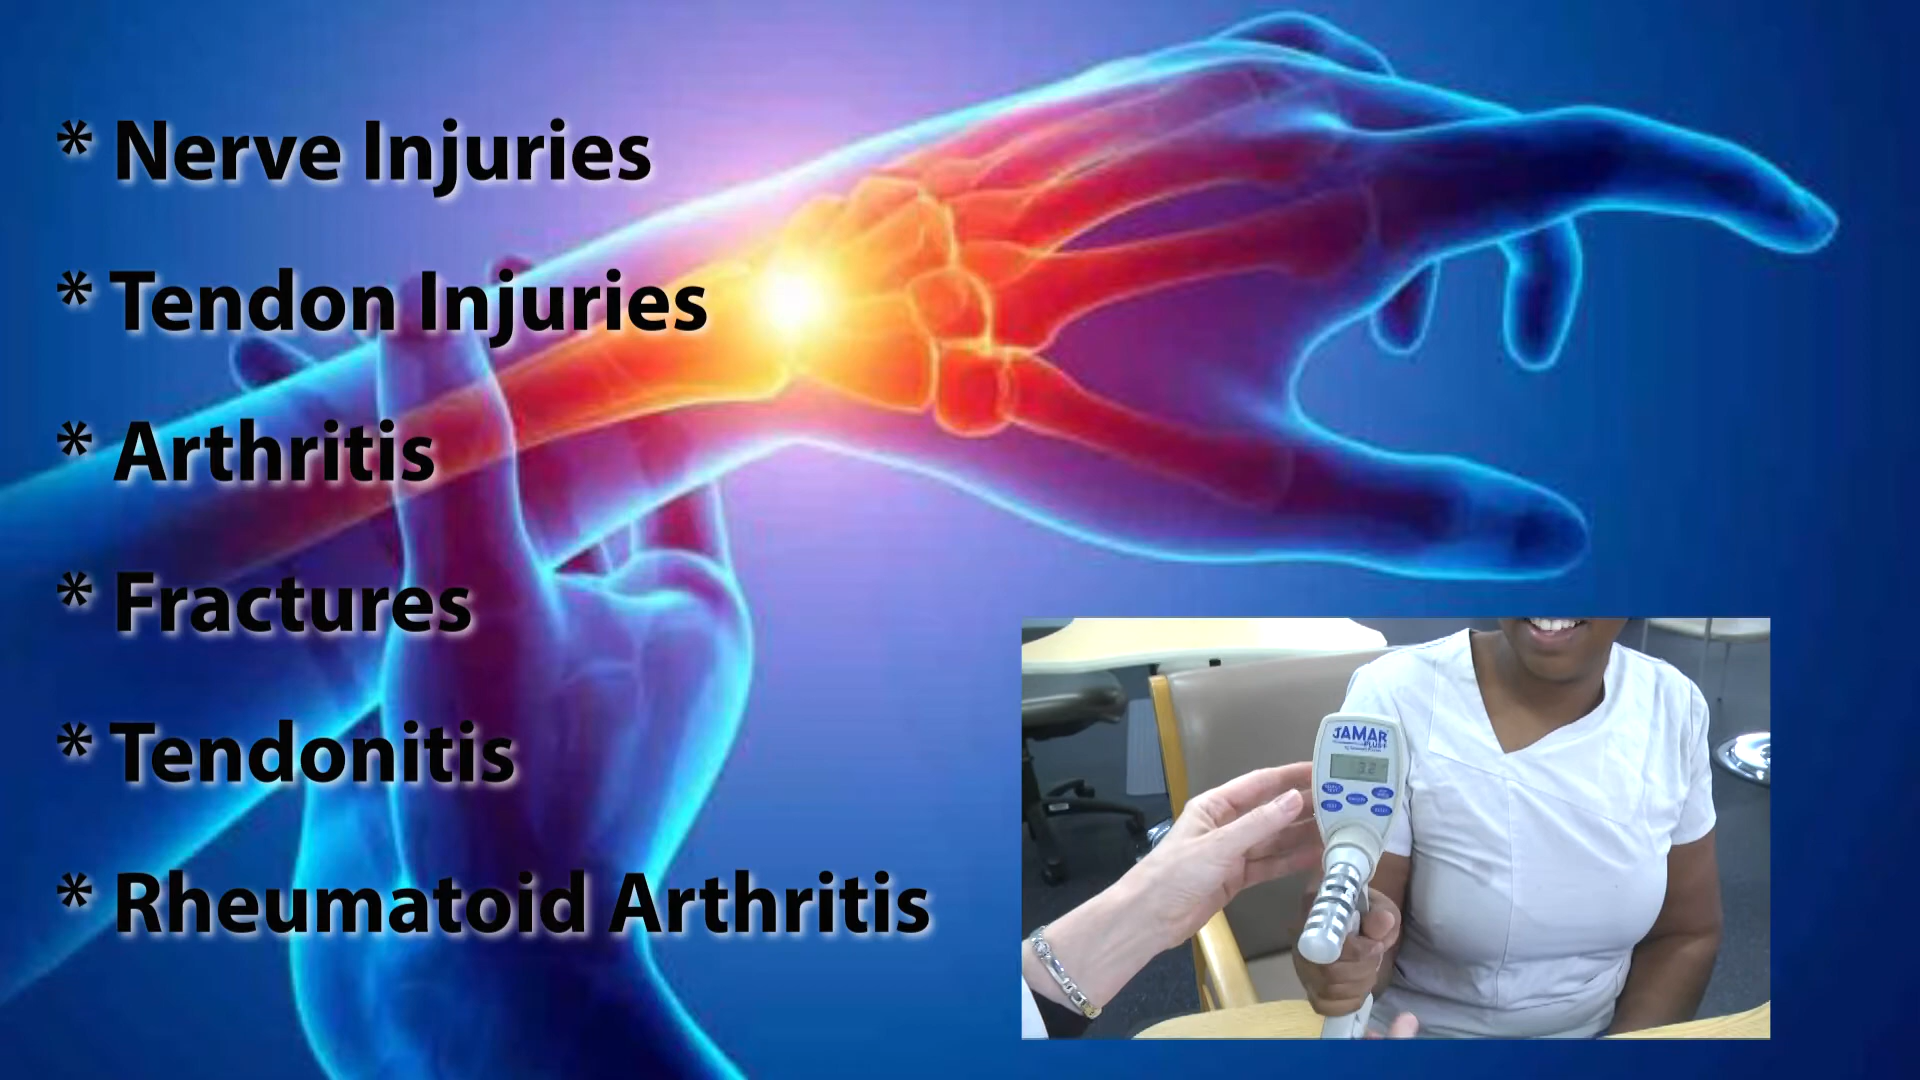 * Nerve Injuries
* Tendon Injuries
* Arthritis
* Fractures
* Tendonitis
* Rheumatoid Arthritis
JAMAR
PLUS+